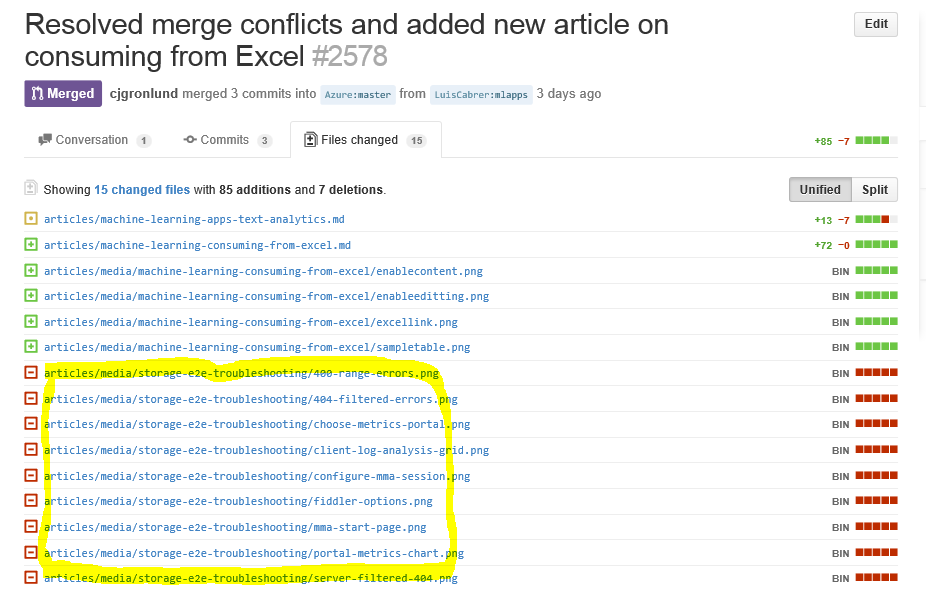 Resolved merge conflicts and added new article on
consuming from Excel #2578
Edit
Merged cjgronlund merged 3 commits into Azure:master from LuisCabrer:mlapps 3 days ago
Conversation 1 Commits 3 Files changed 15 +85 −7
Showing 15 changed files with 85 additions and 7 deletions. Unified Split
articles/machine-learning-apps-text-analytics.md +13 −7
articles/machine-learning-consuming-from-excel.md +72 −0
articles/media/machine-learning-consuming-from-excel/enablecontent.png BIN
articles/media/machine-learning-consuming-from-excel/enableeditting.png BIN
articles/media/machine-learning-consuming-from-excel/excellink.png BIN
articles/media/machine-learning-consuming-from-excel/sampletable.png BIN
articles/media/storage-e2e-troubleshooting/400-range-errors.png BIN
articles/media/storage-e2e-troubleshooting/404-filtered-errors.png BIN
articles/media/storage-e2e-troubleshooting/choose-metrics-portal.png BIN
articles/media/storage-e2e-troubleshooting/client-log-analysis-grid.png BIN
articles/media/storage-e2e-troubleshooting/configure-mma-session.png BIN
articles/media/storage-e2e-troubleshooting/fiddler-options.png BIN
articles/media/storage-e2e-troubleshooting/mma-start-page.png BIN
articles/media/storage-e2e-troubleshooting/portal-metrics-chart.png BIN
articles/media/storage-e2e-troubleshooting/server-filtered-404.png BIN